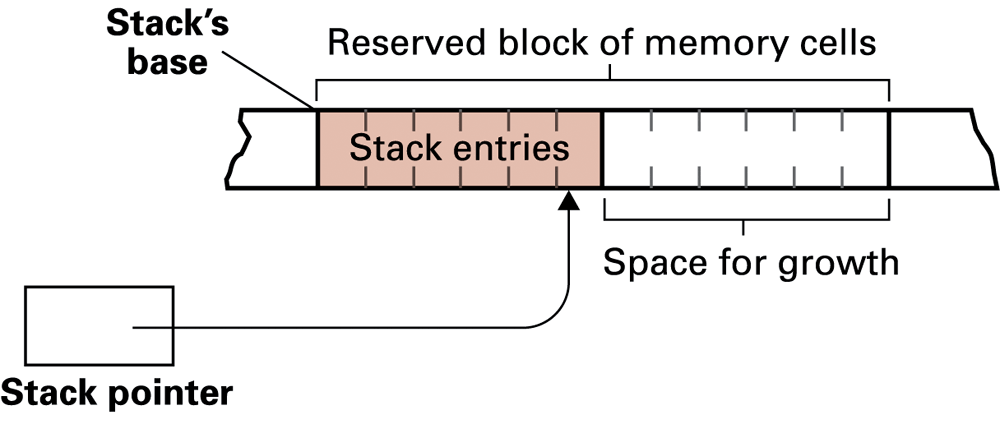 Stack's
base
Reserved block of memory cells
Stack entries
Space for growth
Stack pointer